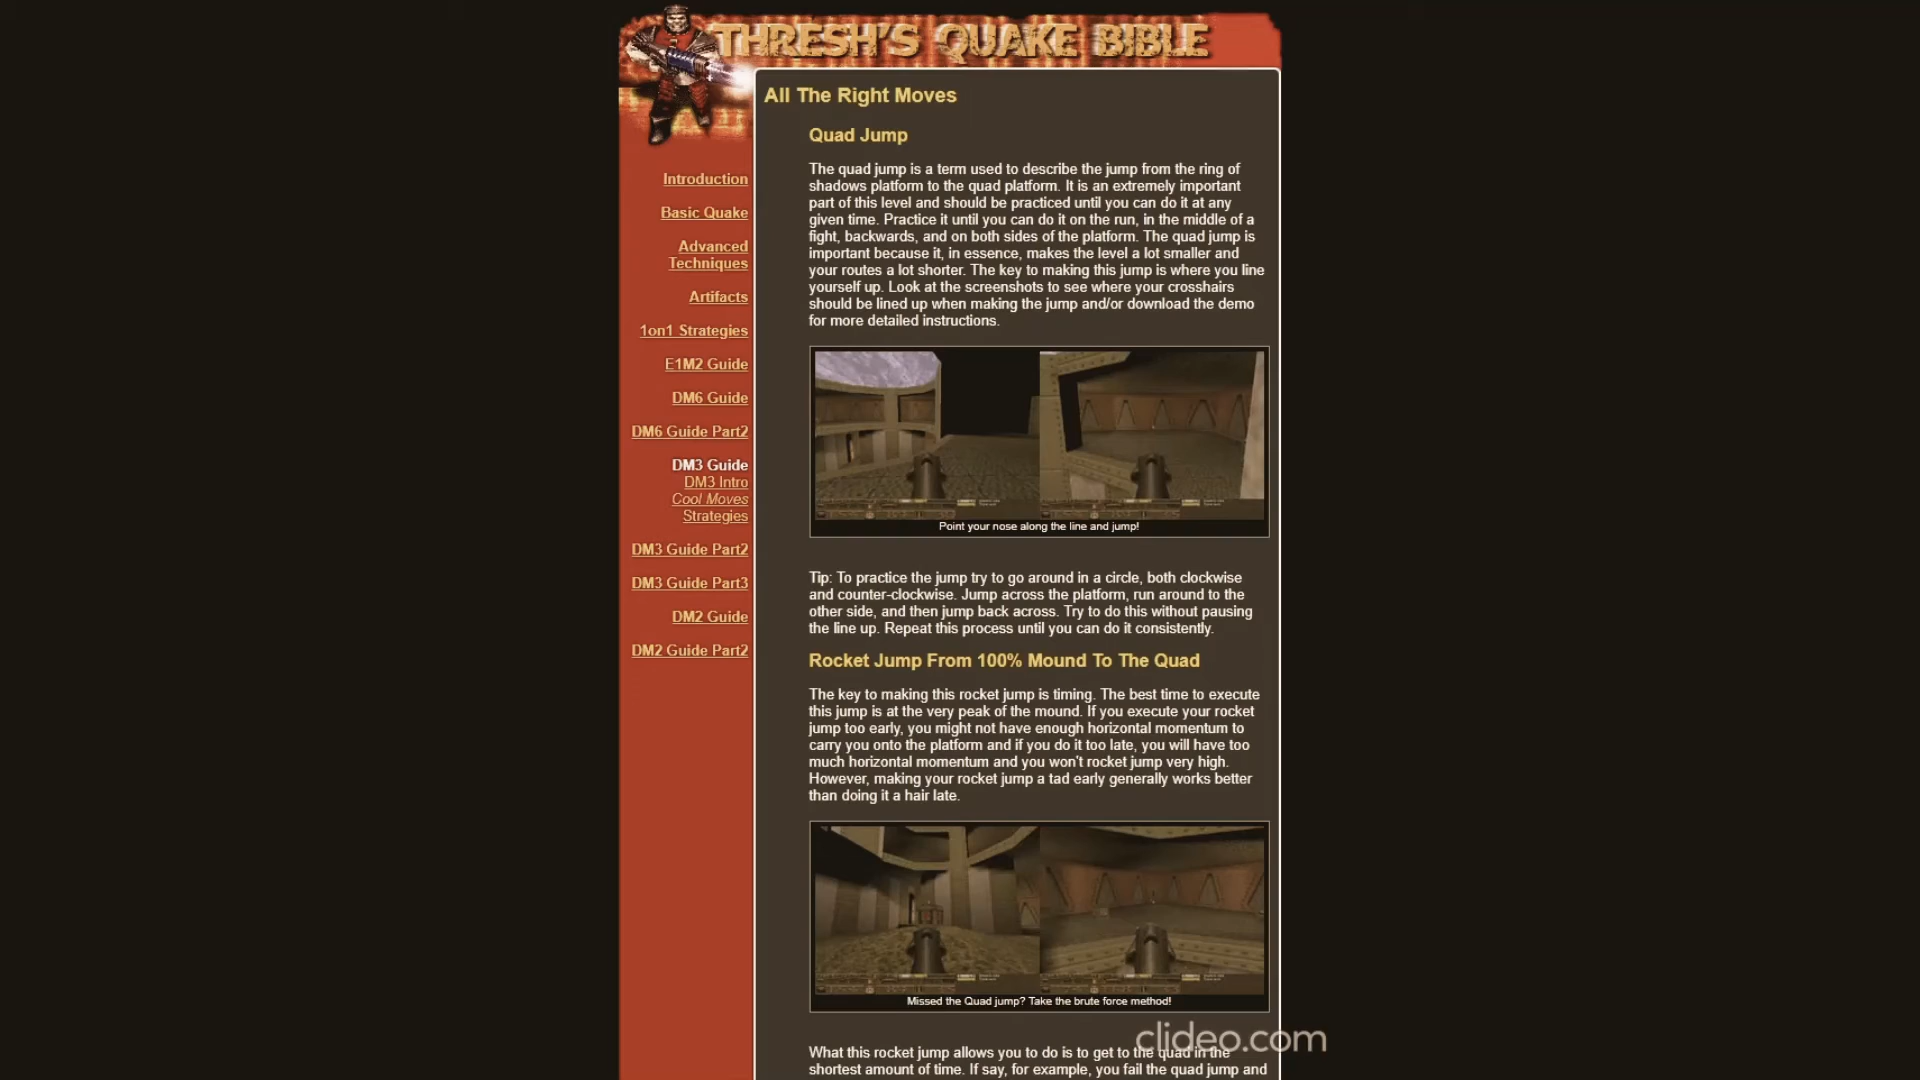 THRESH'S QUAKE BIBLE
Introduction
Basic Quake
Advanced
Techniques
Artifacts
1on1 Strategies
E1M2 Guide
DM6 Guide
DM6 Guide Part2
DM3 Guide
DM3 Intro
Cool Moves
Strategies
DM3 Guide Part2
DM3 Guide Part3
DM2 Guide
DM2 Guide Part2
All The Right Moves
Quad Jump
The quad jump is a term used to describe the jump from the ring of
shadows platform to the quad platform. It is an extremely important
part of this level and should be practiced until you can do it at any
given time. Practice it until you can do it on the run, in the middle of a
fight, backwards, and on both sides of the platform. The quad jump is
important because it, in essence, makes the level a lot smaller and
your routes a lot shorter. The key to making this jump is where you line
yourself up. Look at the screenshots to see where your crosshairs
should be lined up when making the jump and/or download the demo
for more detailed instructions.
Point your nose along the line and jump!
Tip: To practice the jump try to go around in a circle, both clockwise
and counter-clockwise. Jump across the platform, run around to the
other side, and then jump back across. Try to do this without pausing
the line up. Repeat this process until you can do it consistently.
Rocket Jump From 100% Mound To The Quad
The key to making this rocket jump is timing. The best time to execute
this jump is at the very peak of the mound. If you execute your rocket
jump too early, you might not have enough horizontal momentum to
carry you onto the platform and if you do it too late, you will have too
much horizontal momentum and you won't rocket jump very high.
However, making your rocket jump a tad early generally works better
than doing it a hair late.
Missed the Quad jump? Take the brute force method!
What this rocket jump allows you to do is to get to the quad in the
shortest amount of time. If say, for example, you fail the quad jump and
clideo.com